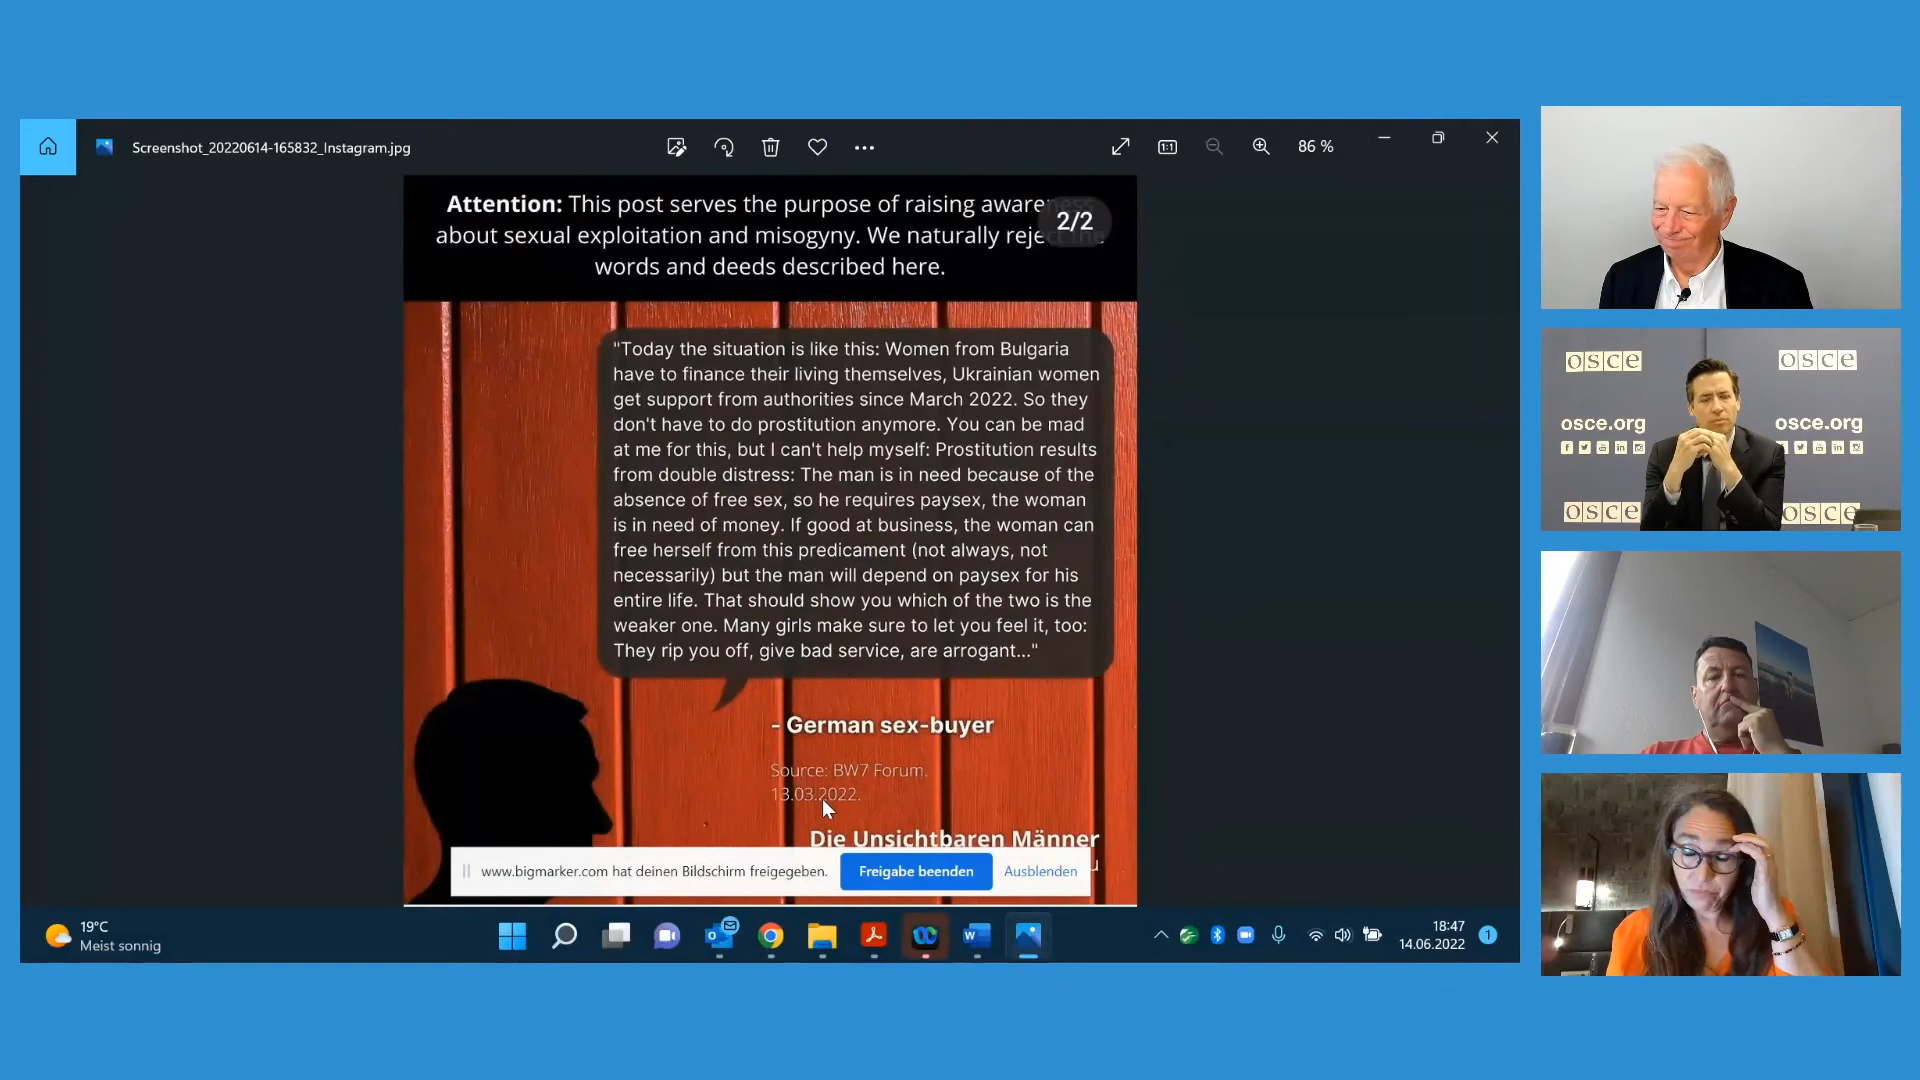 Screenshot_20220614-165832_Instagram.jpg
86 %
Attention: This post serves the purpose of raising awareness
2/2
about sexual exploitation and misogyny. We naturally reject the
words and deeds described here.
"Today the situation is like this: Women from Bulgaria
have to finance their living themselves, Ukrainian women
get support from authorities since March 2022. So they
don't have to do prostitution anymore. You can be mad
at me for this, but I can't help myself: Prostitution results
from double distress: The man is in need because of the
absence of free sex, so he requires paysex, the woman
is in need of money. If good at business, the woman can
free herself from this predicament (not always, not
necessarily) but the man will depend on paysex for his
entire life. That should show you which of the two is the
weaker one. Many girls make sure to let you feel it, too:
They rip you off, give bad service, are arrogant..."
- German sex-buyer
Source: BW7 Forum.
13.03.2022.
Die Unsichtbaren Männer
www.bigmarker.com hat deinen Bildschirm freigegeben.
Freigabe beenden
Ausblenden
19°C
Meist sonnig
18:47
14.06.2022
1
osce
osce
osce.org
osce.org
osce
osce